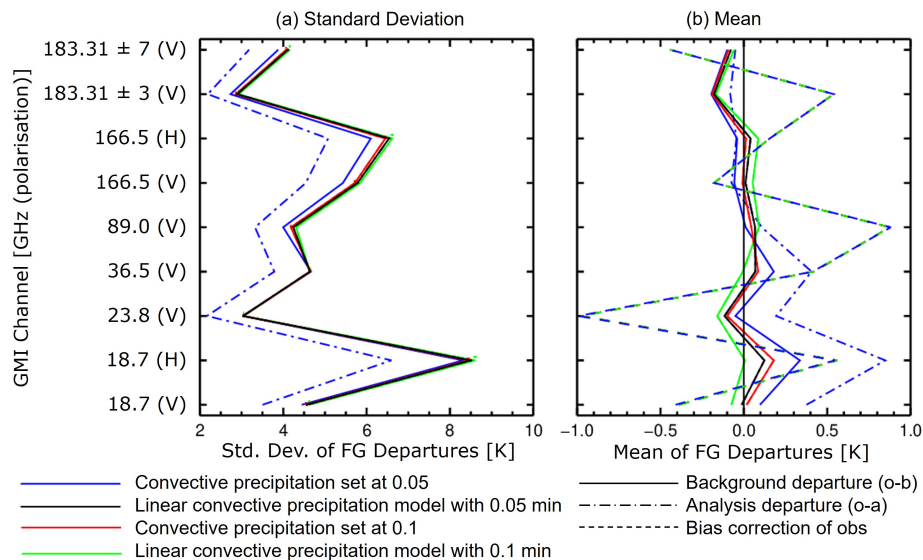 (a) Standard Deviation
(b) Mean
GMI Channel [GHz (polarisation)]
183.31 ± 7 (V)
183.31 ± 3 (V)
166.5 (H)
166.5 (V)
89.0 (V)
36.5 (V)
23.8 (V)
18.7 (H)
18.7 (V)
2 4 6 8 10
Std. Dev. of FG Departures [K]
−1.0 −0.5 0.0 0.5 1.0
Mean of FG Departures [K]
Convective precipitation set at 0.05
Linear convective precipitation model with 0.05 min
Convective precipitation set at 0.1
Linear convective precipitation model with 0.1 min
Background departure (o-b)
Analysis departure (o-a)
Bias correction of obs